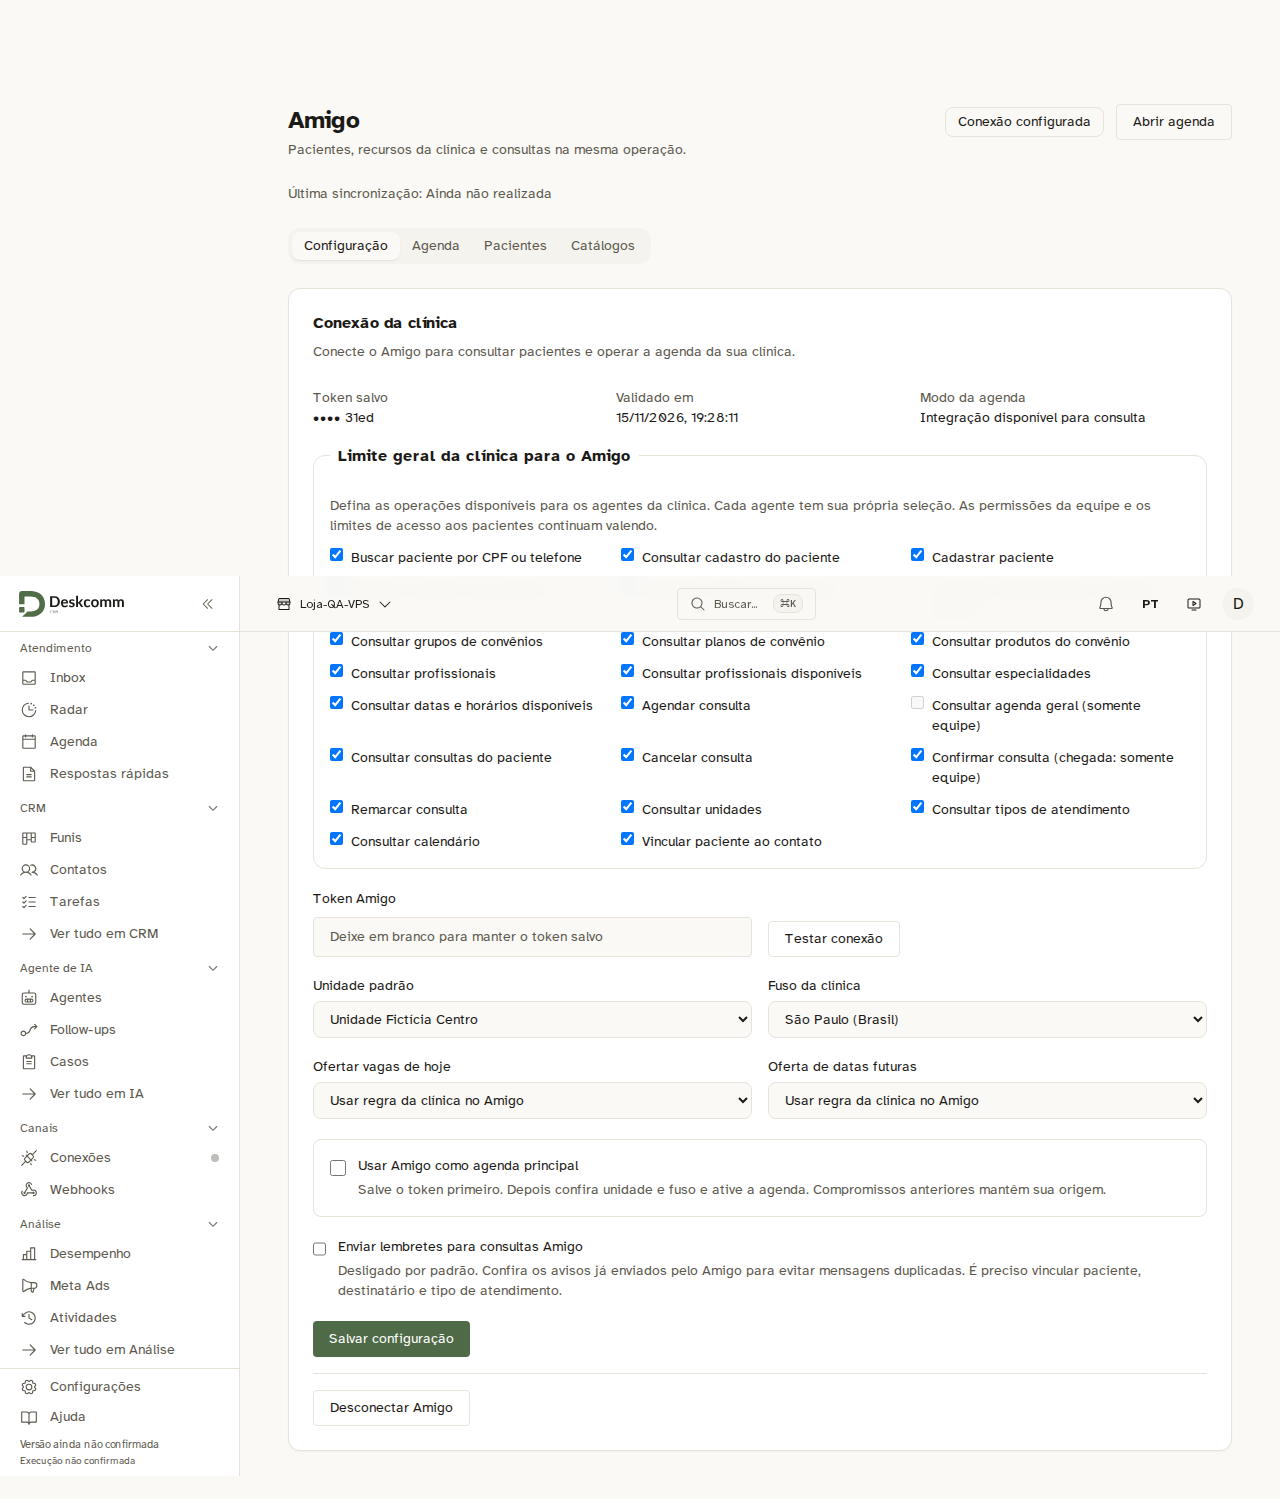 Amigo
Conexão configurada
Abrir agenda
Pacientes, recursos da clínica e consultas na mesma operação.
Última sincronização: Ainda não realizada
Configuração
Agenda
Pacientes
Catálogos
Conexão da clínica
Conecte o Amigo para consultar pacientes e operar a agenda da sua clínica.
Token salvo
•••• 31ed
Validado em
15/11/2026, 19:28:11
Modo da agenda
Integração disponível para consulta
Limite geral da clínica para o Amigo
Defina as operações disponíveis para os agentes da clínica. Cada agente tem sua própria seleção. As permissões da equipe e os
limites de acesso aos pacientes continuam valendo.
Buscar paciente por CPF ou telefone
Consultar cadastro do paciente
Cadastrar paciente
Deskcomm
Loja-QA-VPS
Buscar...
⌘K
PT
D
Consultar grupos de convênios
Consultar planos de convênio
Consultar produtos do convênio
Consultar profissionais
Consultar profissionais disponíveis
Consultar especialidades
Consultar datas e horários disponíveis
Agendar consulta
Consultar agenda geral (somente
equipe)
Consultar consultas do paciente
Cancelar consulta
Confirmar consulta (chegada: somente
equipe)
Remarcar consulta
Consultar unidades
Consultar tipos de atendimento
Consultar calendário
Vincular paciente ao contato
Token Amigo
Deixe em branco para manter o token salvo
Testar conexão
Unidade padrão
Unidade Fictícia Centro
Fuso da clínica
São Paulo (Brasil)
Ofertar vagas de hoje
Usar regra da clínica no Amigo
Oferta de datas futuras
Usar regra da clínica no Amigo
Usar Amigo como agenda principal
Salve o token primeiro. Depois confira unidade e fuso e ative a agenda. Compromissos anteriores mantêm sua origem.
Enviar lembretes para consultas Amigo
Desligado por padrão. Confira os avisos já enviados pelo Amigo para evitar mensagens duplicadas. É preciso vincular paciente,
destinatário e tipo de atendimento.
Salvar configuração
Desconectar Amigo
Atendimento
Inbox
Radar
Agenda
Respostas rápidas
CRM
Funis
Contatos
Tarefas
Ver tudo em CRM
Agente de IA
Agentes
Follow-ups
Casos
Ver tudo em IA
Canais
Conexões
Webhooks
Análise
Desempenho
Meta Ads
Atividades
Ver tudo em Análise
Configurações
Ajuda
Versão ainda não confirmada
Execução não confirmada